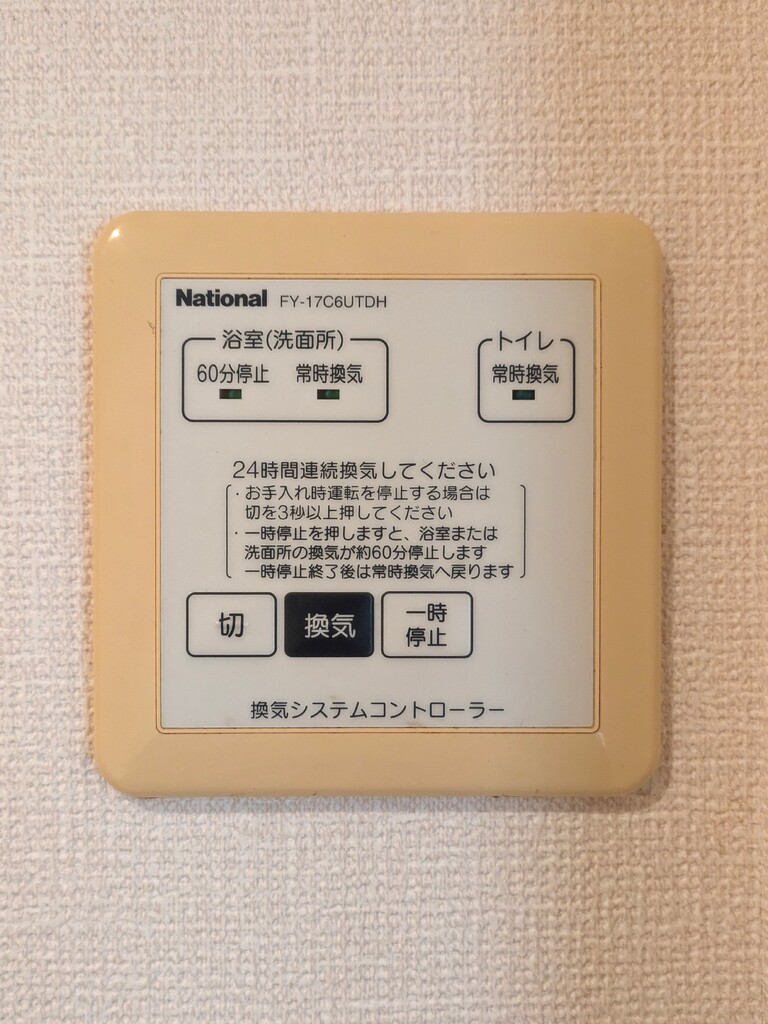 National FY-17C6UTDH
浴室(洗面所)
トイレ
60分停止 常時換気
常時換気
24時間連続換気してください
・お手入れ時運転を停止する場合は
切を3秒以上押してください
・一時停止を押しますと、浴室または
洗面所の換気が約60分停止します
一時停止終了後は常時換気へ戻ります
切
換気
一時
停止
換気システムコントローラー